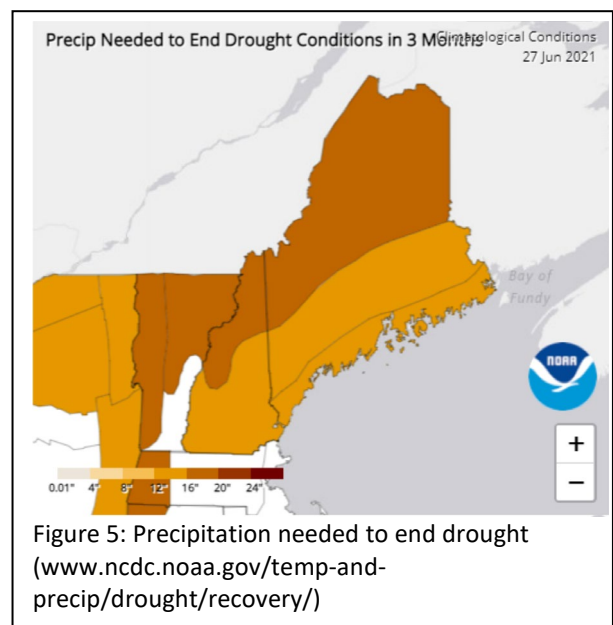 Precip Needed to End Drought Conditions in 3 Months
Climatological Conditions
27 Jun 2021
Bay of
Fundy
NOAA
+
−
0.01" 4" 8" 12" 16" 20" 24"
Figure 5: Precipitation needed to end drought
(www.ncdc.noaa.gov/temp-and-
precip/drought/recovery/)